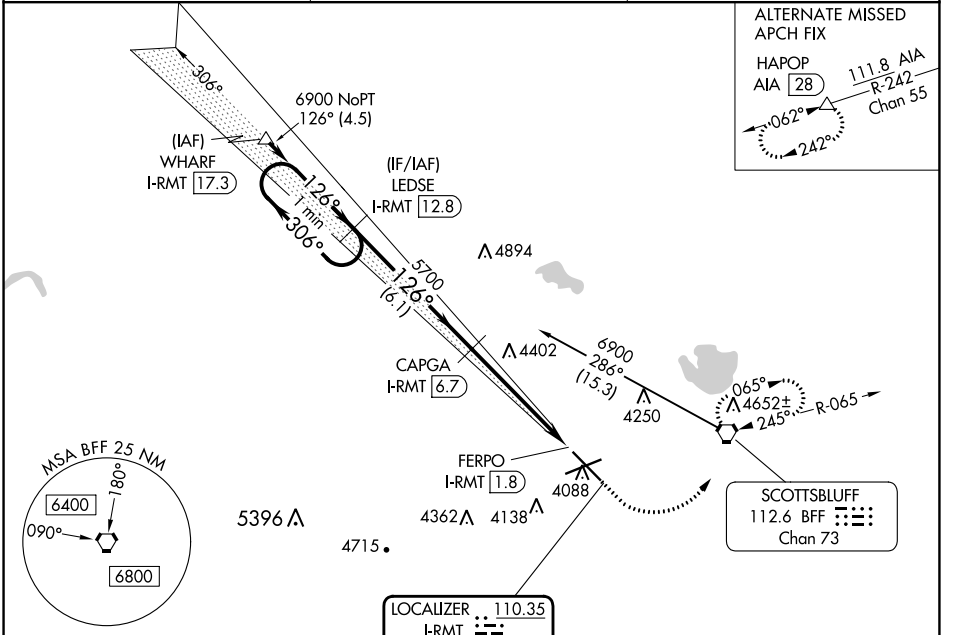 ALTERNATE MISSED
APCH FIX
HAPOP
AIA 28
111.8 AIA
R-242
Chan 55
062°
242°
306°
6900 NoPT
126° (4.5)
(IAF)
WHARF
I-RMT 17.3
(IF/IAF)
LEDSE
I-RMT 12.8
126°
1 min
306°
4894
5700
126°
(6.1)
CAPGA
I-RMT 6.7
4402
6900
286°
(15.3)
4250
065°
4652±
245°
R-065
FERPO
I-RMT 1.8
4088
4138
4362
5396
4715
SCOTTSBLUFF
112.6 BFF
Chan 73
MSA BFF 25 NM
180°
6400
090°
6800
LOCALIZER 110.35
I-RMT